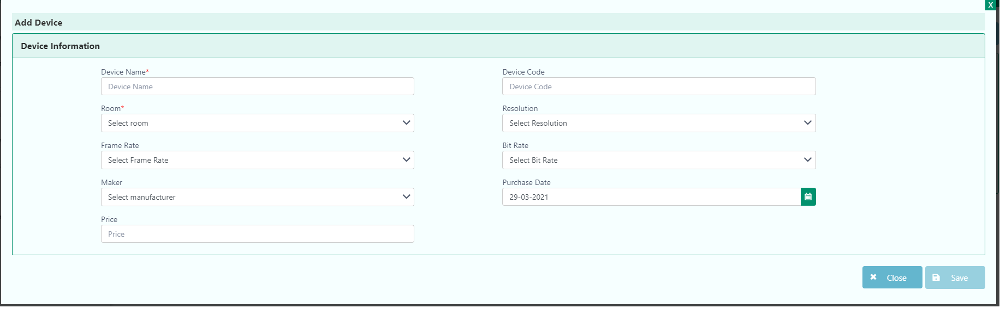 X
Add Device
Device Information
Device Name*
Device Code
Device Name
Device Code
Room*
Resolution
Select room
Select Resolution
Frame Rate
Bit Rate
Select Frame Rate
Select Bit Rate
Maker
Purchase Date
Select manufacturer
29-03-2021
Price
Price
Close
Save